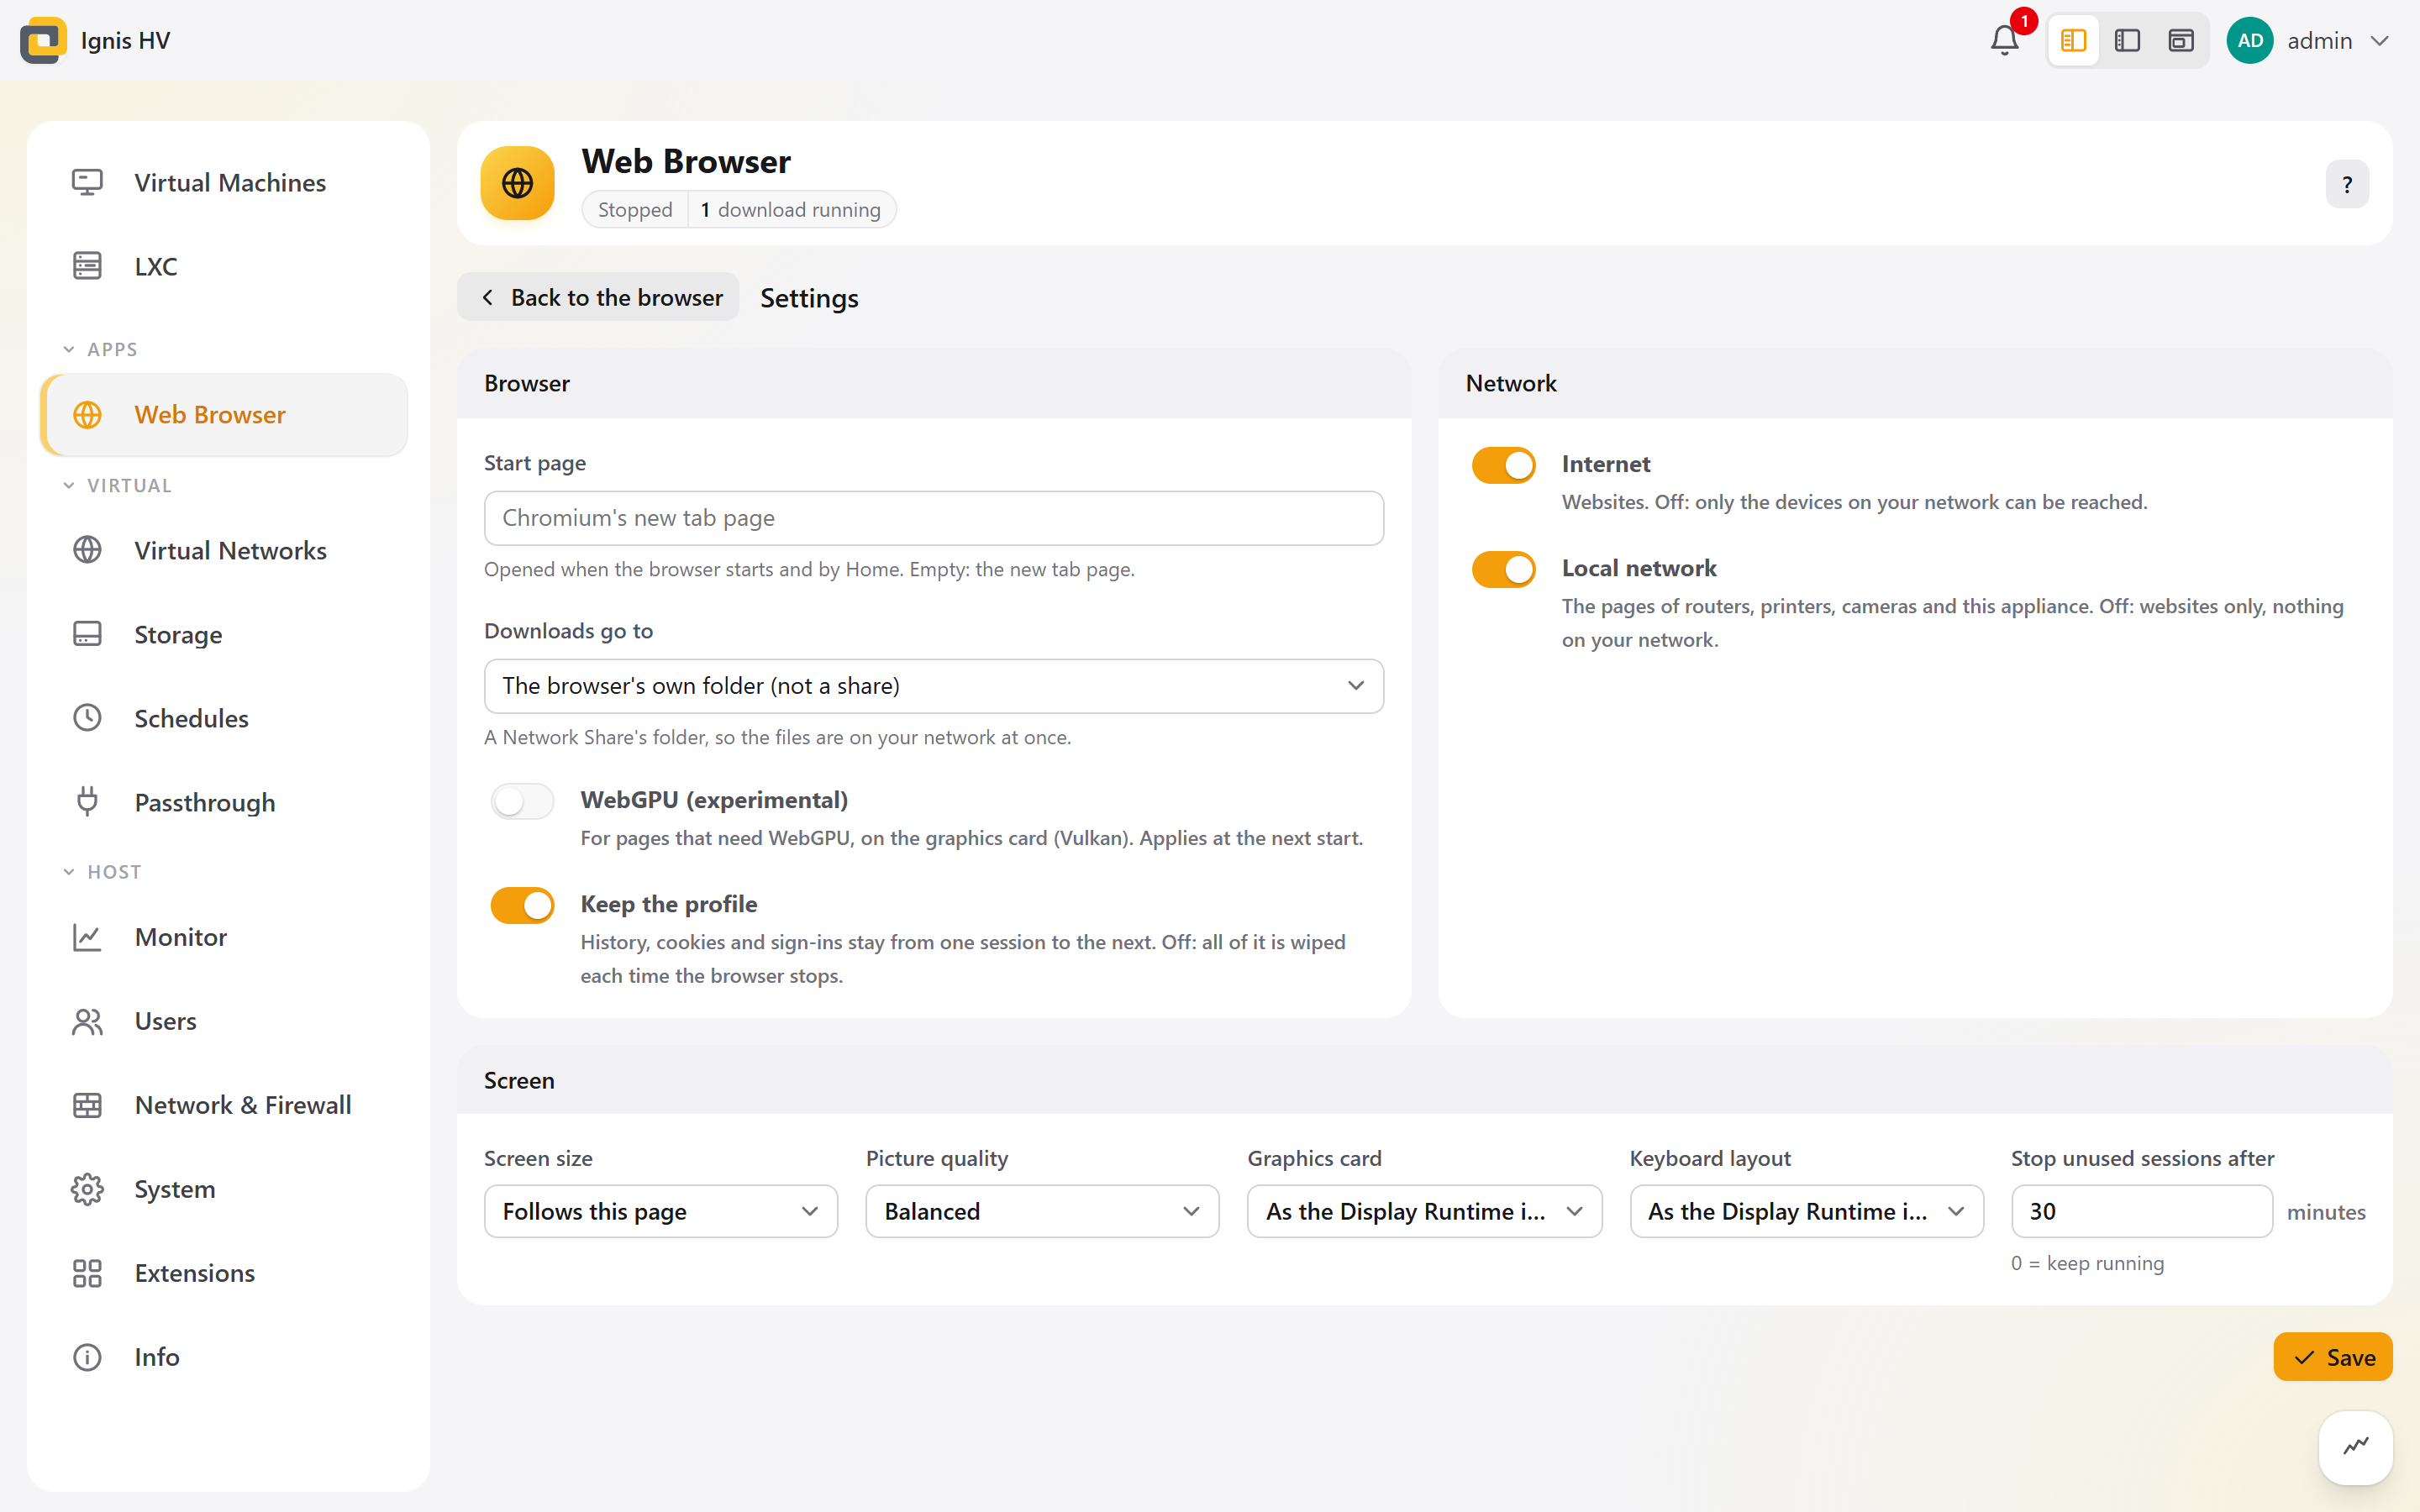 Ignis HV
1
AD
admin
Virtual Machines
LXC
APPS
Web Browser
VIRTUAL
Virtual Networks
Storage
Schedules
Passthrough
HOST
Monitor
Users
Network & Firewall
System
Extensions
Info
Web Browser
Stopped
1 download running
?
Back to the browser
Settings
Browser
Start page
Chromium's new tab page
Opened when the browser starts and by Home. Empty: the new tab page.
Downloads go to
The browser's own folder (not a share)
A Network Share's folder, so the files are on your network at once.
WebGPU (experimental)
For pages that need WebGPU, on the graphics card (Vulkan). Applies at the next start.
Keep the profile
History, cookies and sign-ins stay from one session to the next. Off: all of it is wiped
each time the browser stops.
Network
Internet
Websites. Off: only the devices on your network can be reached.
Local network
The pages of routers, printers, cameras and this appliance. Off: websites only, nothing
on your network.
Screen
Screen size
Follows this page
Picture quality
Balanced
Graphics card
As the Display Runtime i...
Keyboard layout
As the Display Runtime i...
Stop unused sessions after
30
minutes
0 = keep running
Save